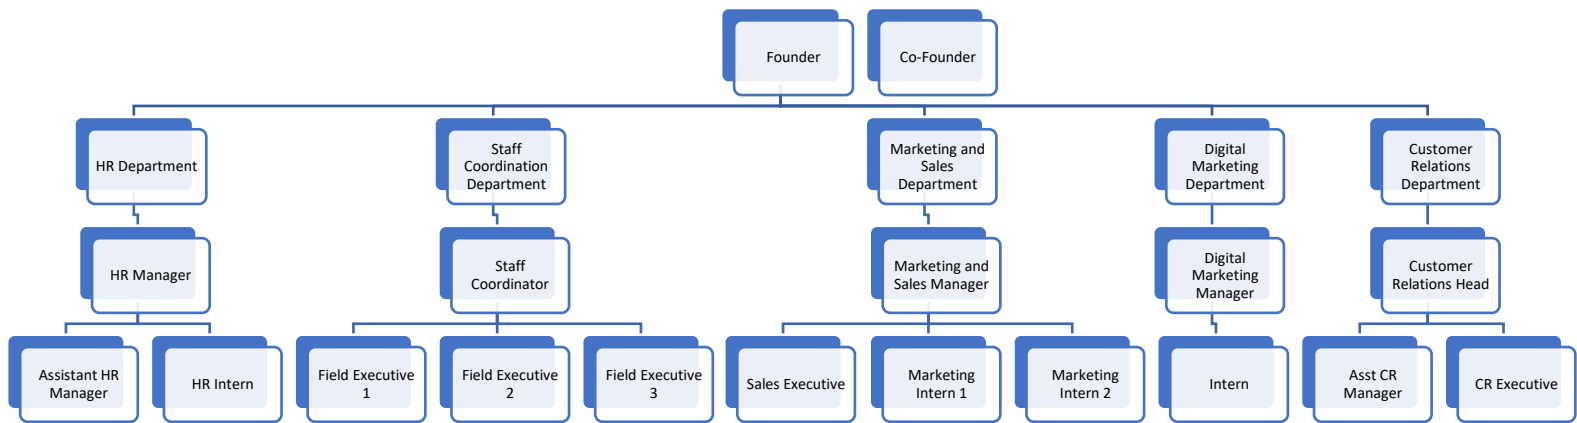 Founder
Co-Founder
HR Department
Staff
Coordination
Department
Marketing and
Sales
Department
Digital
Marketing
Department
Customer
Relations
Department
HR Manager
Staff
Coordinator
Marketing and
Sales Manager
Digital
Marketing
Manager
Customer
Relations Head
Assistant HR
Manager
HR Intern
Field Executive
1
Field Executive
2
Field Executive
3
Sales Executive
Marketing
Intern 1
Marketing
Intern 2
Intern
Asst CR
Manager
CR Executive